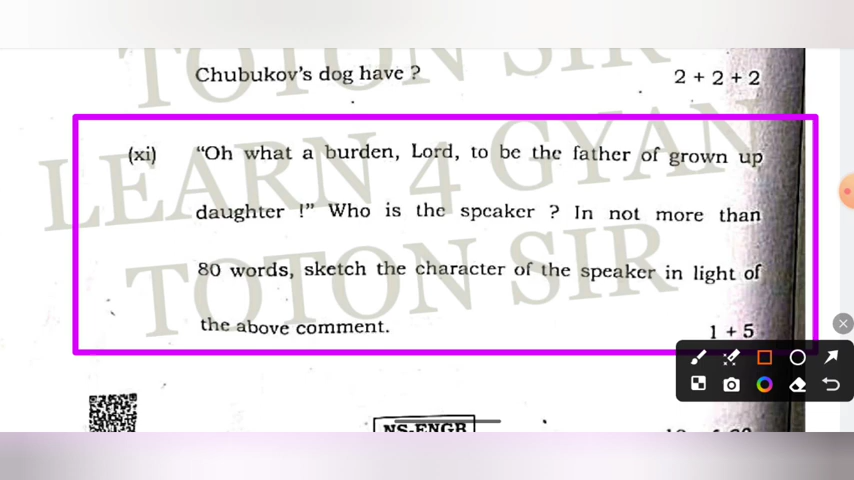 TOTON SIR
Chubukov's dog have ?
2 + 2 + 2
LEARN 4 GYAN
(xi) "Oh what a burden, Lord, to be the father of grown up
daughter !" Who is the speaker ? In not more than
80 words, sketch the character of the speaker in light of
TOTON SIR
the above comment.
1 + 5
NS-ENGB